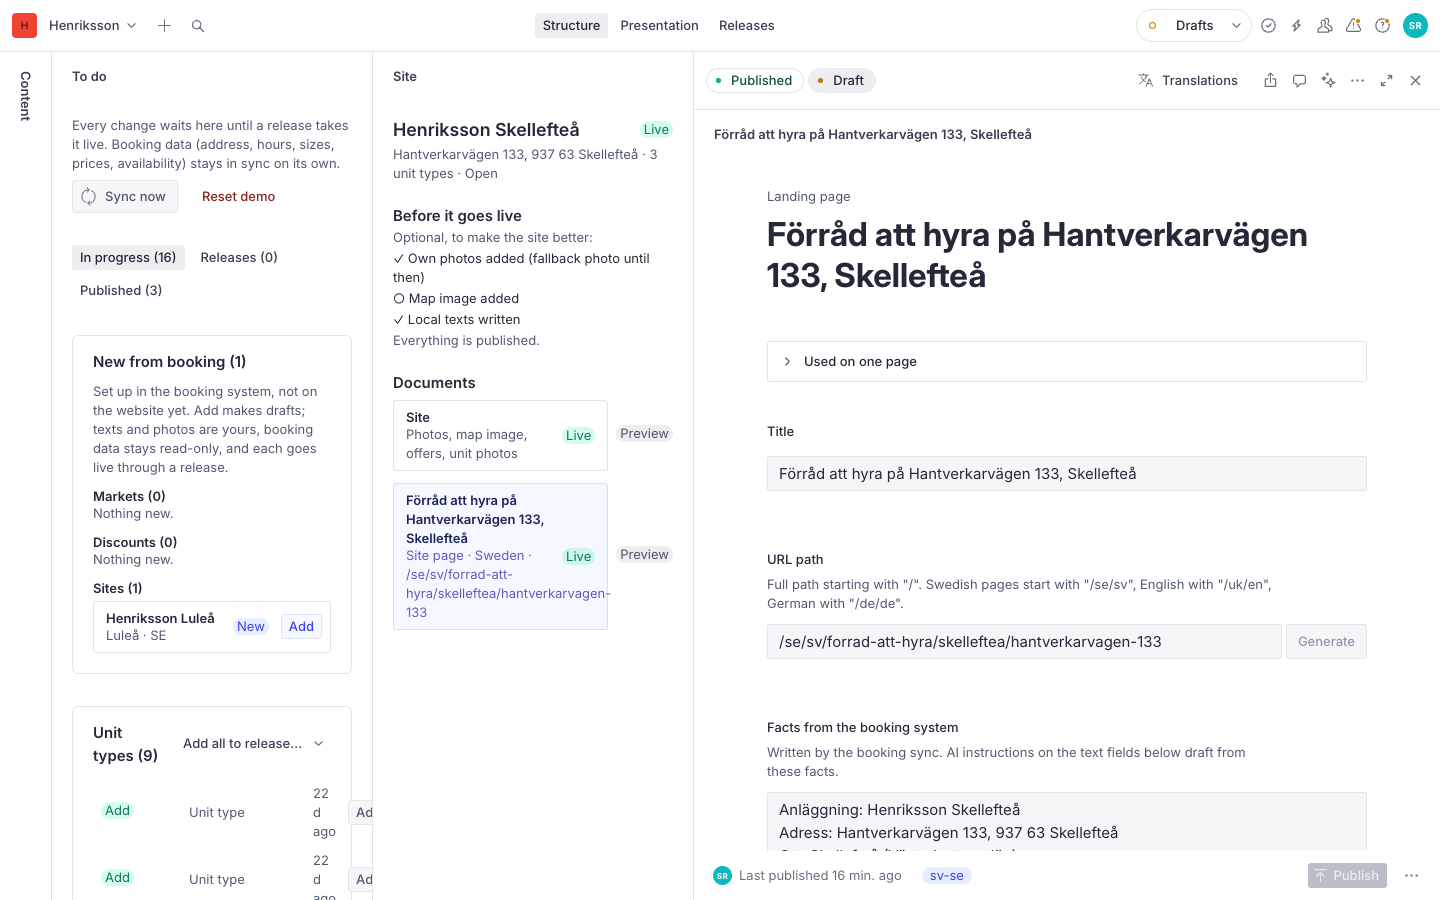 H
Henriksson
Structure
Presentation
Releases
Drafts
SR
Content
To do
Every change waits here until a release takes
it live. Booking data (address, hours, sizes,
prices, availability) stays in sync on its own.
Sync now
Reset demo
In progress (16)
Releases (0)
Published (3)
New from booking (1)
Set up in the booking system, not on
the website yet. Add makes drafts;
texts and photos are yours, booking
data stays read-only, and each goes
live through a release.
Markets (0)
Nothing new.
Discounts (0)
Nothing new.
Sites (1)
Henriksson Luleå
Luleå · SE
New
Add
Unit
types (9)
Add all to release...
Add
Unit type
22
d
ago
Ad
Add
Unit type
22
d
ago
Ad
Site
Henriksson Skellefteå
Live
Hantverkarvägen 133, 937 63 Skellefteå · 3
unit types · Open
Before it goes live
Optional, to make the site better:
✓ Own photos added (fallback photo until
then)
○ Map image added
✓ Local texts written
Everything is published.
Documents
Site
Photos, map image,
offers, unit photos
Live
Preview
Förråd att hyra på
Hantverkarvägen 133,
Skellefteå
Site page · Sweden ·
/se/sv/forrad-att-
hyra/skelleftea/hantverkarvagen-
133
Live
Preview
Published
Draft
Translations
Förråd att hyra på Hantverkarvägen 133, Skellefteå
Landing page
Förråd att hyra på Hantverkarvägen
133, Skellefteå
Used on one page
Title
Förråd att hyra på Hantverkarvägen 133, Skellefteå
URL path
Full path starting with "/". Swedish pages start with "/se/sv", English with "/uk/en",
German with "/de/de".
/se/sv/forrad-att-hyra/skelleftea/hantverkarvagen-133
Generate
Facts from the booking system
Written by the booking sync. AI instructions on the text fields below draft from
these facts.
Anläggning: Henriksson Skellefteå
Adress: Hantverkarvägen 133, 937 63 Skellefteå
SR
Last published 16 min. ago
sv-se
Publish